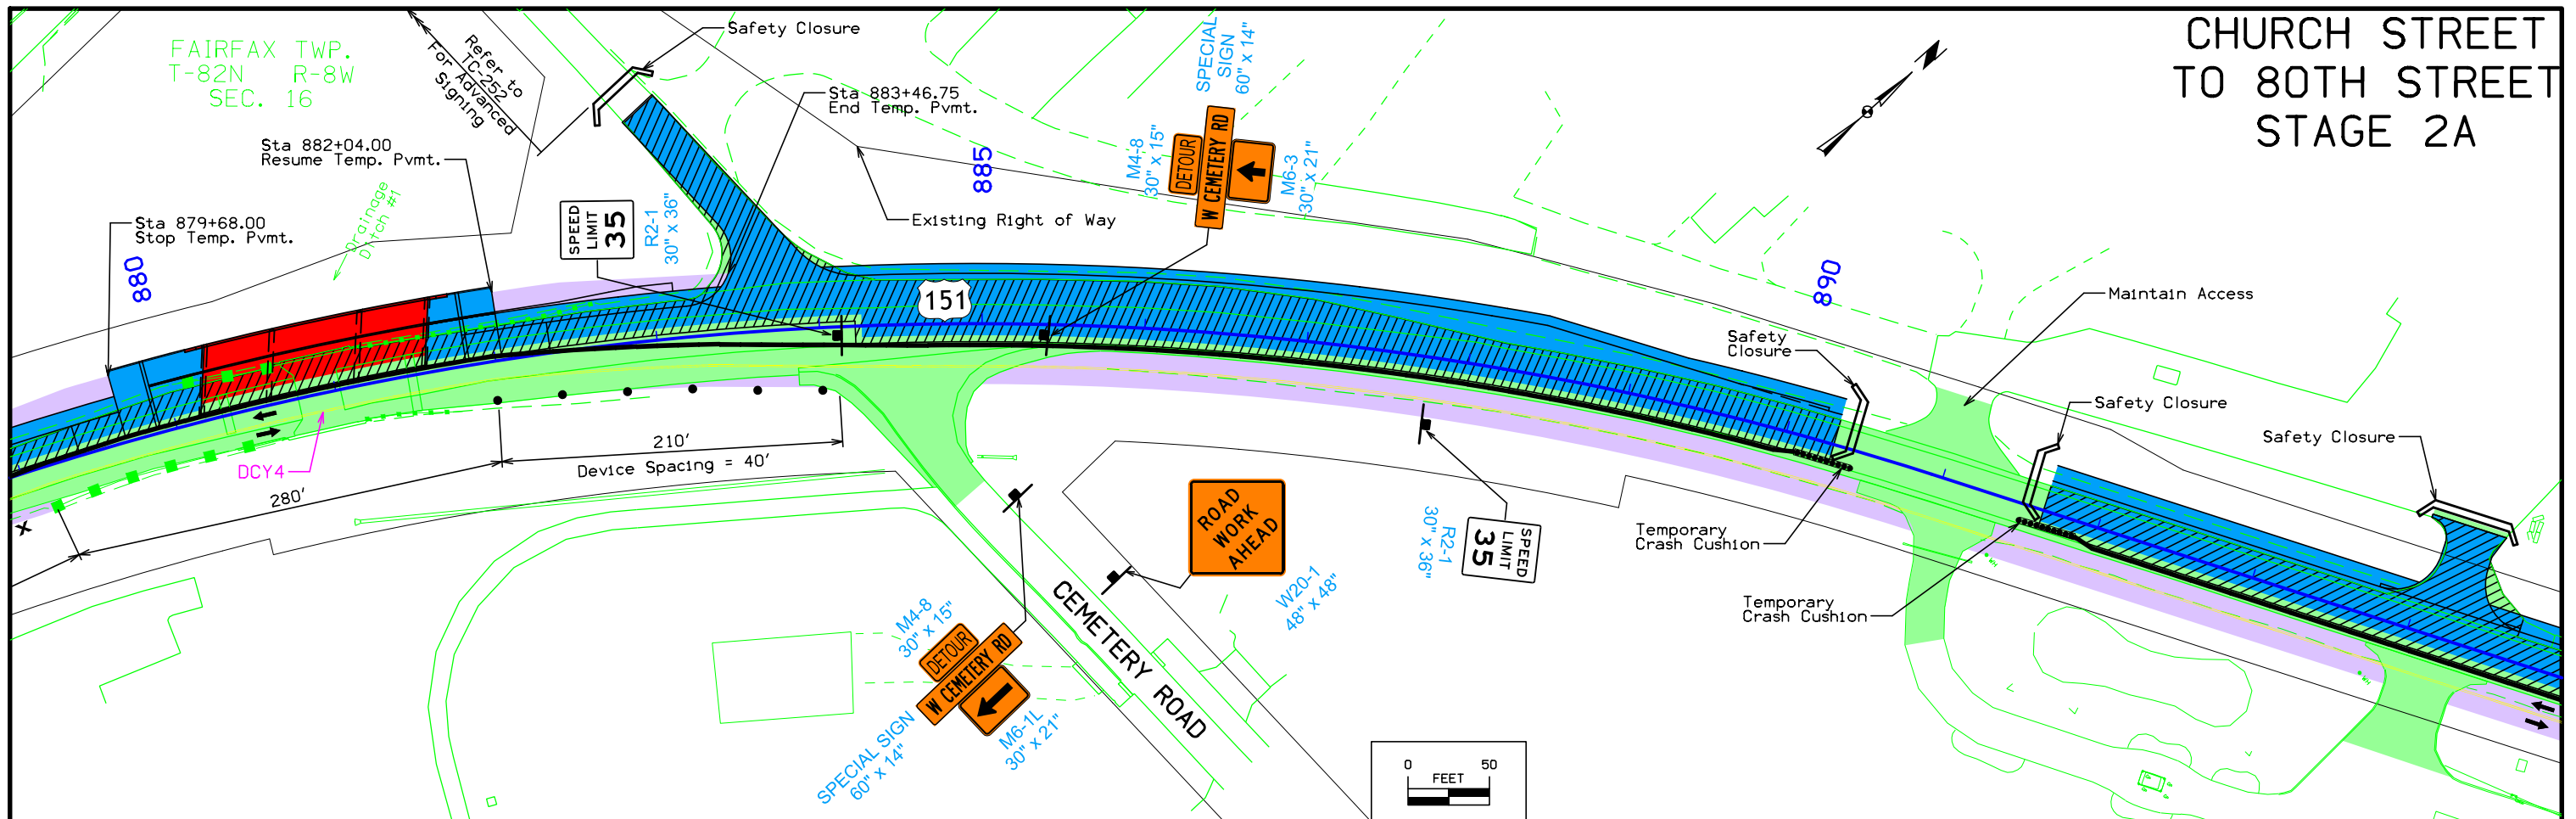 CHURCH STREET
TO 80TH STREET
STAGE 2A
FAIRFAX TWP.
T-82N R-8W
SEC. 16
Refer to
TC-252
For Advanced
Signing
Safety Closure
Sta 883+46.75
End Temp. Pvmt.
Sta 882+04.00
Resume Temp. Pvmt.
Drainage
Ditch #1
Sta 879+68.00
Stop Temp. Pvmt.
880
SPEED
LIMIT
35
R2-1
30" x 36"
885
Existing Right of Way
151
SPECIAL
SIGN
60" x 14"
M4-8
30" x 15"
DETOUR
W CEMETERY RD
M6-3
30" x 21"
890
Maintain Access
Safety
Closure
Safety Closure
Safety Closure
DCY4
280'
210'
Device Spacing = 40'
X
Temporary
Crash Cushion
Temporary
Crash Cushion
R2-1
30" x 36"
SPEED
LIMIT
35
ROAD
WORK
AHEAD
W20-1
48" x 48"
CEMETERY ROAD
M4-8
30" x 15"
DETOUR
W CEMETERY RD
SPECIAL SIGN
60" x 14"
M6-1L
30" x 21"
0 50
FEET